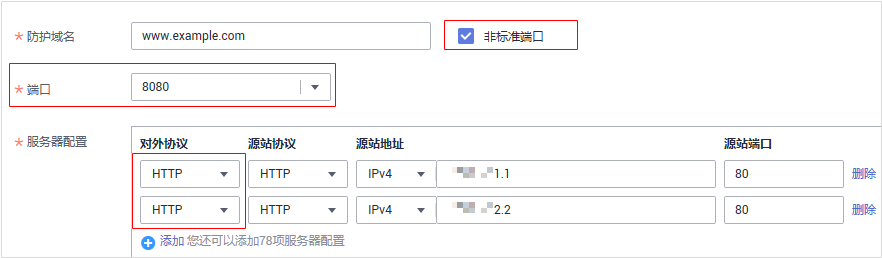 * 防护域名 www.example.com 非标准端口
* 端口 8080
* 服务器配置 对外协议 源站协议 源站地址 源站端口
HTTP HTTP IPv4 1.1 80 删除
HTTP HTTP IPv4 2.2 80 删除
添加 您还可以添加78项服务器配置